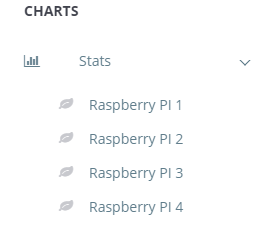 CHARTS
Stats
Raspberry PI 1
Raspberry PI 2
Raspberry PI 3
Raspberry PI 4